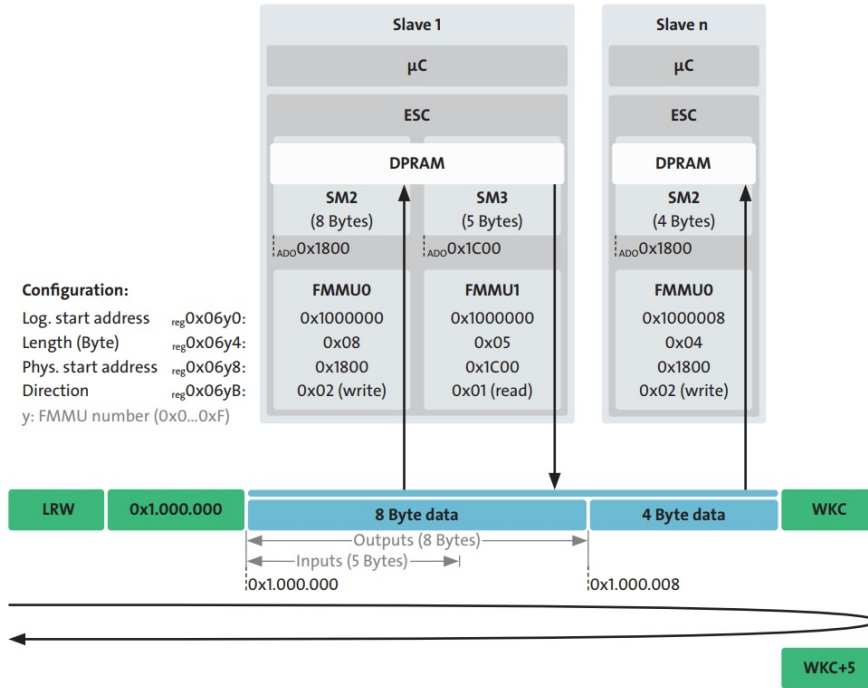 Slave 1
Slave n
µC
µC
ESC
ESC
DPRAM
DPRAM
SM2
(8 Bytes)
SM3
(5 Bytes)
SM2
(4 Bytes)
ADO0x1800
ADO0x1C00
ADO0x1800
Configuration:
FMMU0
FMMU1
FMMU0
Log. start address reg0x06y0: 0x1000000 0x1000000 0x1000008
Length (Byte) reg0x06y4: 0x08 0x05 0x04
Phys. start address reg0x06y8: 0x1800 0x1C00 0x1800
Direction reg0x06yB: 0x02 (write) 0x01 (read) 0x02 (write)
y: FMMU number (0x0...0xF)
LRW 0x1.000.000 8 Byte data 4 Byte data WKC
Outputs (8 Bytes)
Inputs (5 Bytes)
0x1.000.000 0x1.000.008
WKC+5